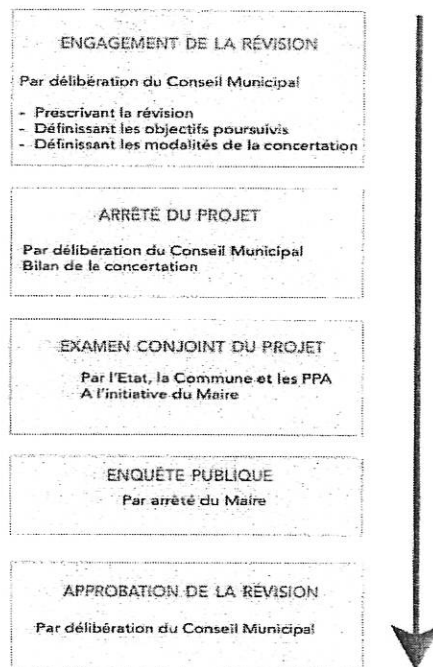 ENGAGEMENT DE LA RÉVISION
Par délibération du Conseil Municipal
- Prescrivant la révision
- Définissant les objectifs poursuivis
- Définissant les modalités de la concertation
ARRÊTÉ DU PROJET
Par délibération du Conseil Municipal
Bilan de la concertation
EXAMEN CONJOINT DU PROJET
Par l'Etat, la Commune et les PPA
A l'initiative du Maire
ENQUÊTE PUBLIQUE
Par arrêté du Maire
APPROBATION DE LA RÉVISION
Par délibération du Conseil Municipal